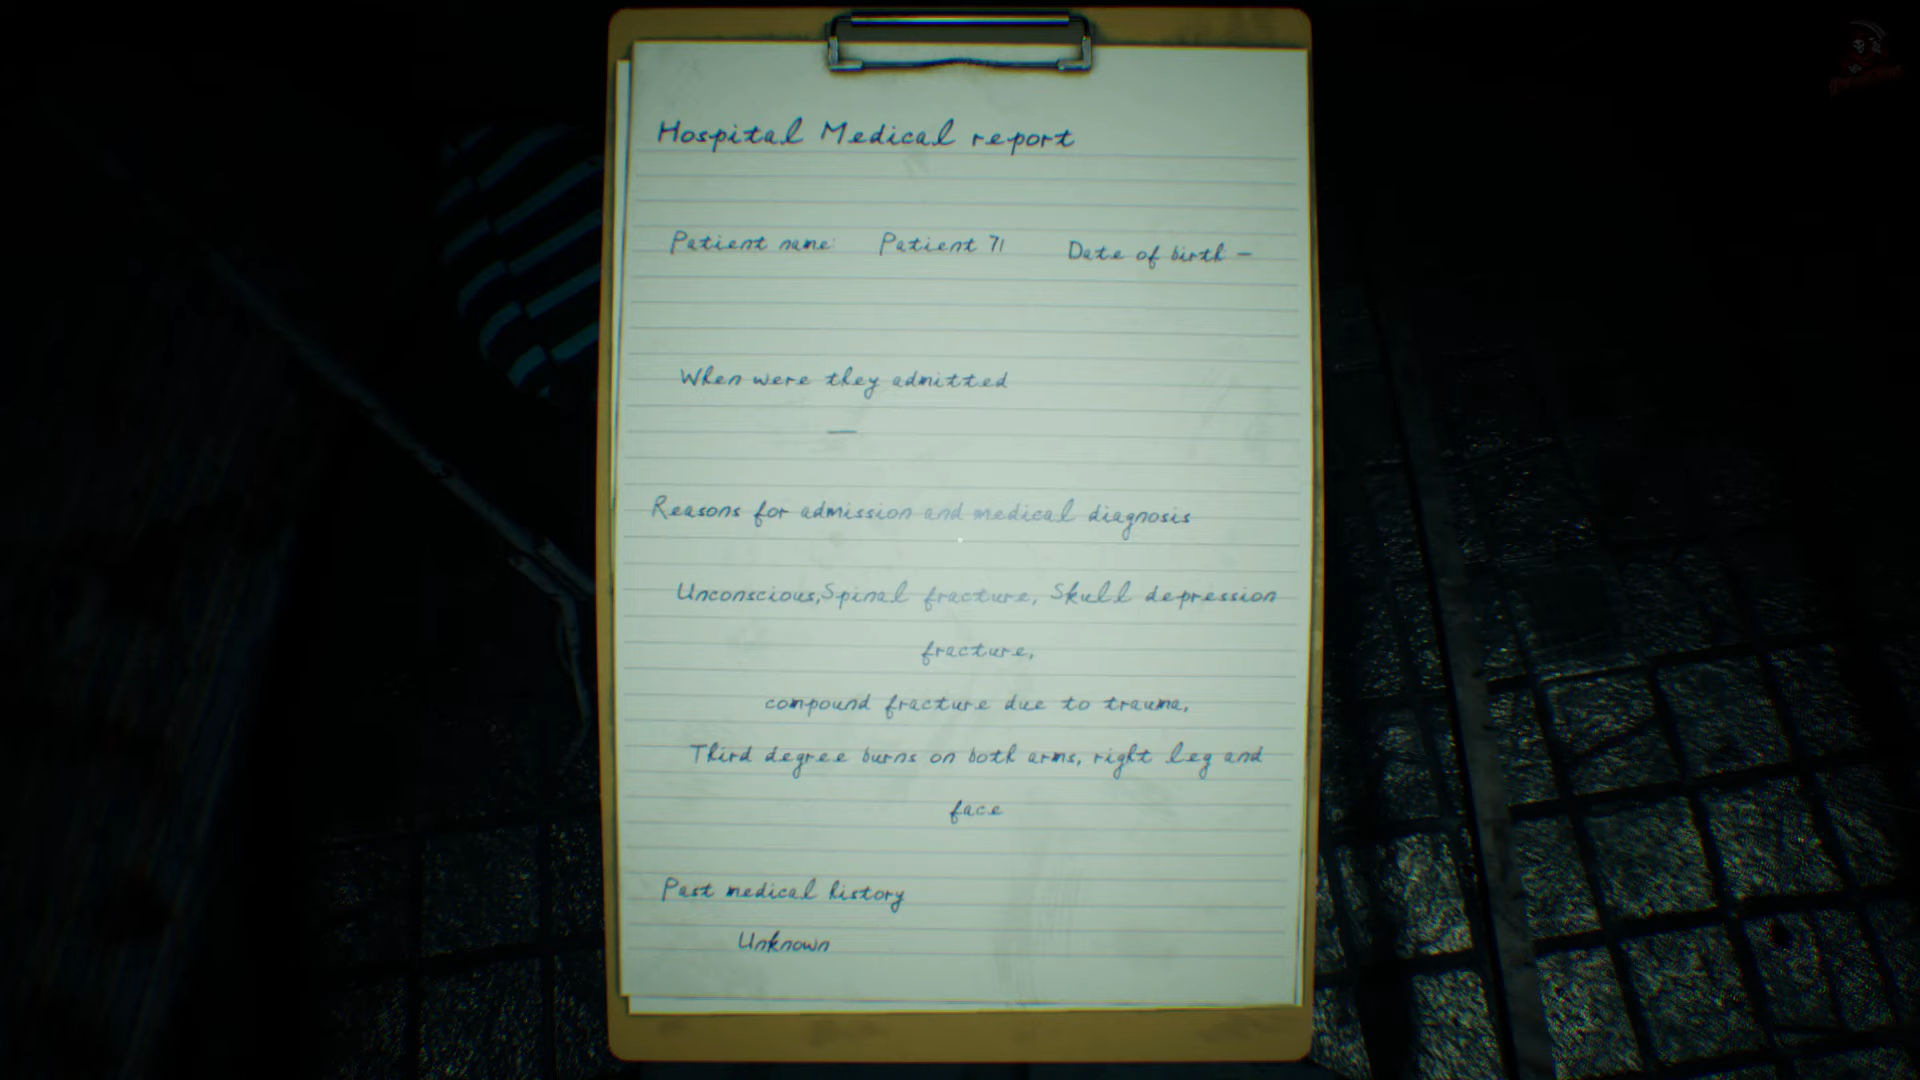 Hospital Medical report
Patient name: Patient 71 Date of birth -
When were they admitted
—
Reasons for admission and medical diagnosis
Unconscious,Spinal fracture, Skull depression
fracture,
compound fracture due to trauma,
Third degree burns on both arms, right leg and
face
Past medical history
Unknown